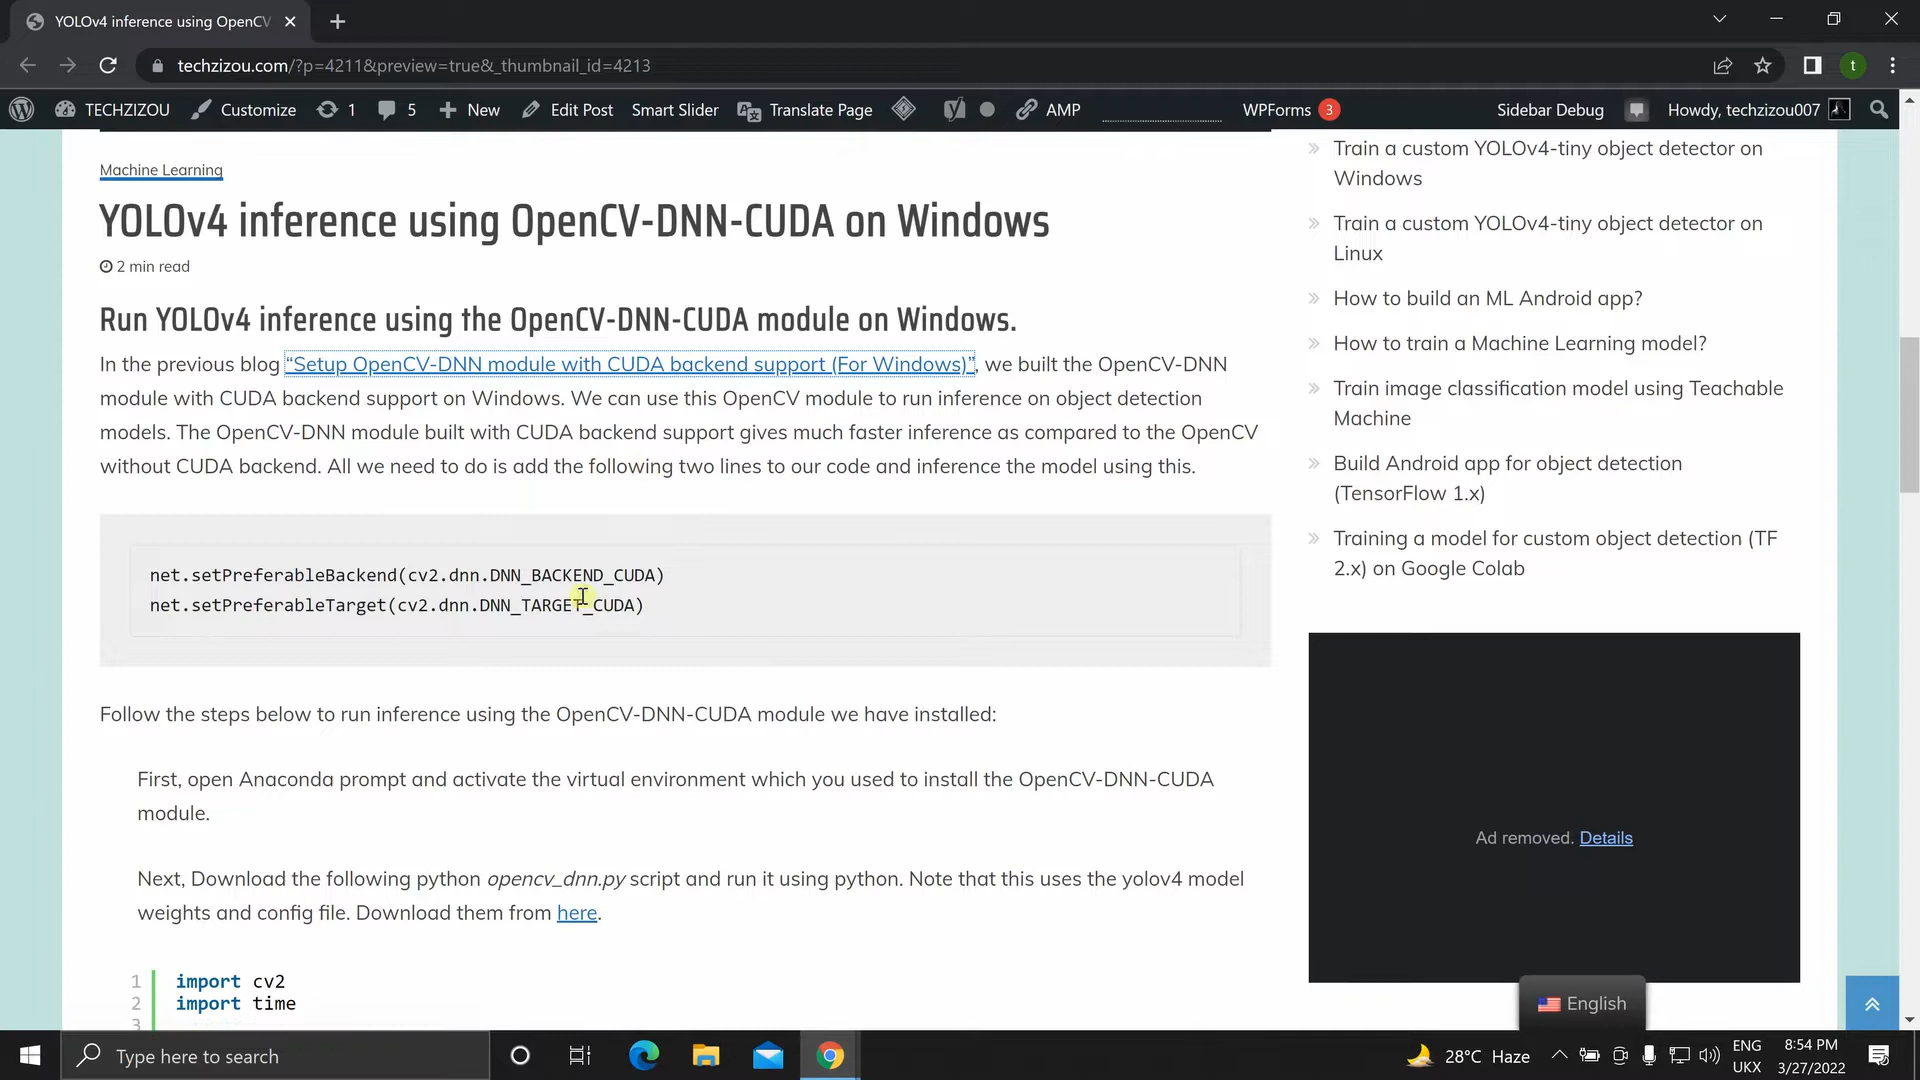 YOLOv4 inference using OpenCV
techzizou.com/?p=4211&preview=true&_thumbnail_id=4213
t
TECHZIZOU
Customize
1
5
New
Edit Post
Smart Slider
Translate Page
AMP
WPForms 3
Sidebar Debug
Howdy, techzizou007
Machine Learning
YOLOv4 inference using OpenCV-DNN-CUDA on Windows
2 min read
Run YOLOv4 inference using the OpenCV-DNN-CUDA module on Windows.
In the previous blog “Setup OpenCV-DNN module with CUDA backend support (For Windows)”, we built the OpenCV-DNN
module with CUDA backend support on Windows. We can use this OpenCV module to run inference on object detection
models. The OpenCV-DNN module built with CUDA backend support gives much faster inference as compared to the OpenCV
without CUDA backend. All we need to do is add the following two lines to our code and inference the model using this.
net.setPreferableBackend(cv2.dnn.DNN_BACKEND_CUDA)
net.setPreferableTarget(cv2.dnn.DNN_TARGET_CUDA)
Follow the steps below to run inference using the OpenCV-DNN-CUDA module we have installed:
First, open Anaconda prompt and activate the virtual environment which you used to install the OpenCV-DNN-CUDA
module.
Next, Download the following python opencv_dnn.py script and run it using python. Note that this uses the yolov4 model
weights and config file. Download them from here.
1 import cv2
2 import time
3
» Train a custom YOLOv4-tiny object detector on
Windows
» Train a custom YOLOv4-tiny object detector on
Linux
» How to build an ML Android app?
» How to train a Machine Learning model?
» Train image classification model using Teachable
Machine
» Build Android app for object detection
(TensorFlow 1.x)
» Training a model for custom object detection (TF
2.x) on Google Colab
Ad removed. Details
English
Type here to search
28°C Haze
ENG
UKX
8:54 PM
3/27/2022